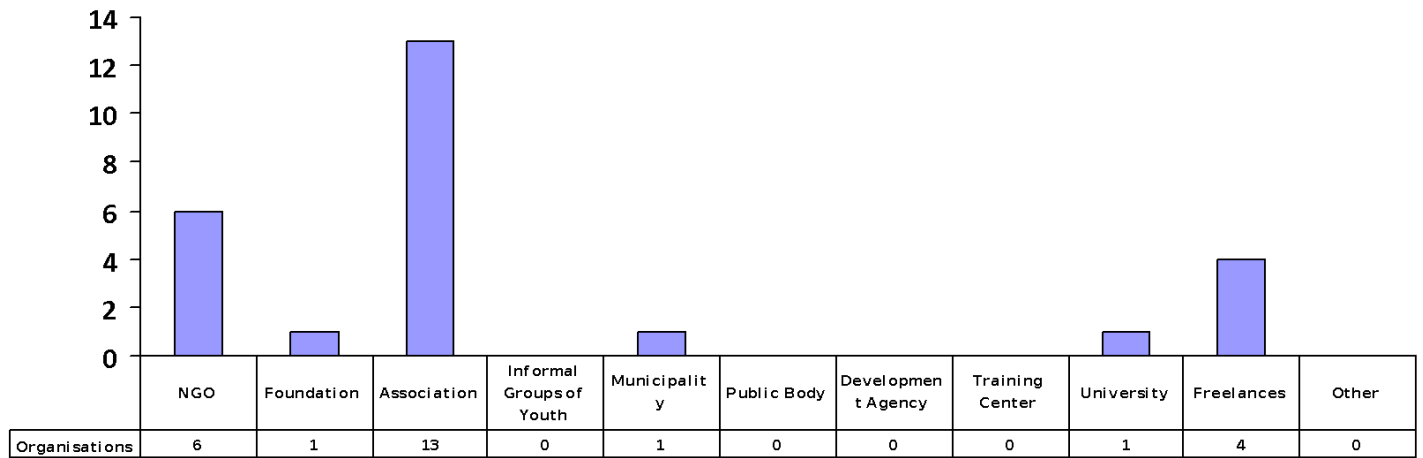 14
12
10
8
6
4
2
0
NGO
Foundation
Association
Informal
Groups of
Youth
Municipalit
y
Public Body
Developmen
t Agency
Training
Center
University
Freelances
Other
Organisations 6 1 13 0 1 0 0 0 1 4 0